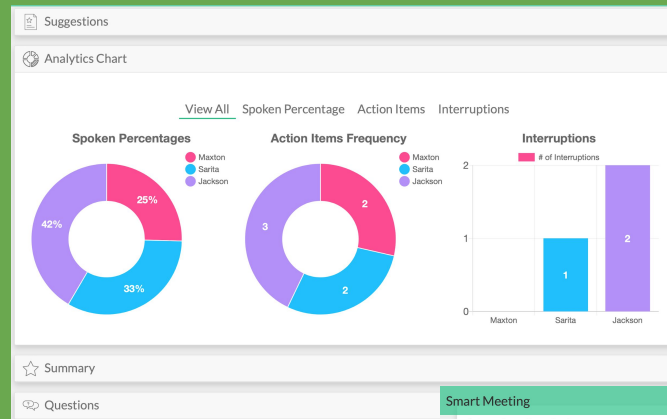 Suggestions
Analytics Chart
View All Spoken Percentage Action Items Interruptions
Spoken Percentages
Maxton
Sarita
Jackson
25%
42%
33%
Action Items Frequency
Maxton
Sarita
Jackson
2
3
2
Interruptions
# of Interruptions
2
1
0
1
2
Maxton Sarita Jackson
Summary
Questions
Smart Meeting